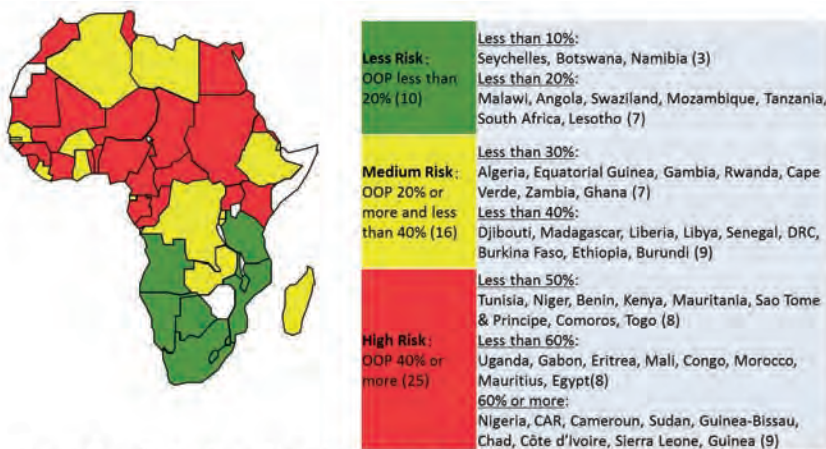 Less Risk:
OOP less than
20% (10)
Less than 10%:
Seychelles, Botswana, Namibia (3)
Less than 20%:
Malawi, Angola, Swaziland, Mozambique, Tanzania,
South Africa, Lesotho (7)
Medium Risk:
OOP 20% or
more and less
than 40% (16)
Less than 30%:
Algeria, Equatorial Guinea, Gambia, Rwanda, Cape
Verde, Zambia, Ghana (7)
Less than 40%:
Djibouti, Madagascar, Liberia, Libya, Senegal, DRC,
Burkina Faso, Ethiopia, Burundi (9)
High Risk:
OOP 40% or
more (25)
Less than 50%:
Tunisia, Niger, Benin, Kenya, Mauritania, Sao Tome
& Principe, Comoros, Togo (8)
Less than 60%:
Uganda, Gabon, Eritrea, Mali, Congo, Morocco,
Mauritius, Egypt(8)
60% or more:
Nigeria, CAR, Cameroun, Sudan, Guinea-Bissau,
Chad, Côte d'Ivoire, Sierra Leone, Guinea (9)